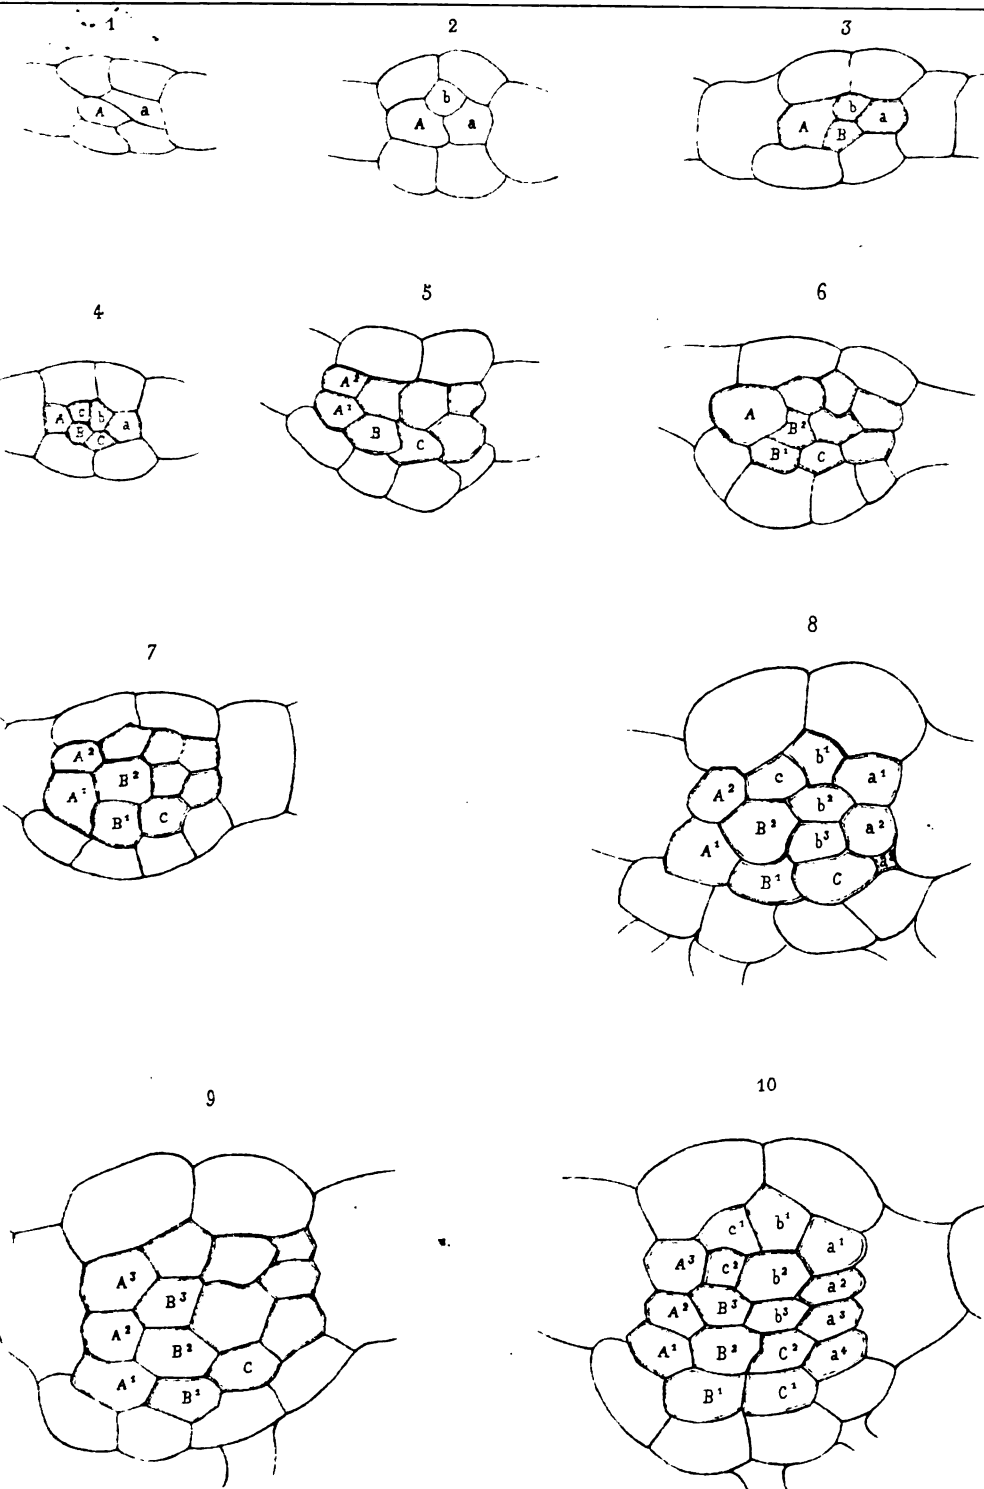 1
A a
2
b
A a
3
b
A B a
4
A c b a
B C
5
A²
A¹
B C
6
A
B²
B¹ C
7
A²
A¹ B²
B¹ C
8
b¹
c a¹
A² b²
B² a²
A¹ b³
B¹ C
9
A³
B³
A²
B² C
A¹ B¹
10
c¹ b¹
a¹
A³ c² b²
a²
A² B³ b³ a³
A¹ B² C² a⁴
B¹ C¹